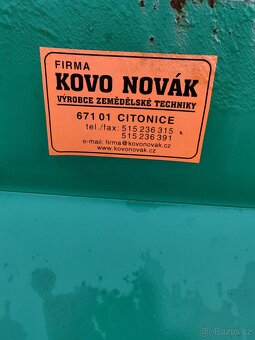 FIRMA
KOVO NOVÁK
VÝROBCE ZEMĚDĚLSKÉ TECHNIKY
671 01 CITONICE
tel./fax: 515 236 315
515 236 391
e-mail: firma@kovonovak.cz
www.kovonovak.cz
Bazoš.cz